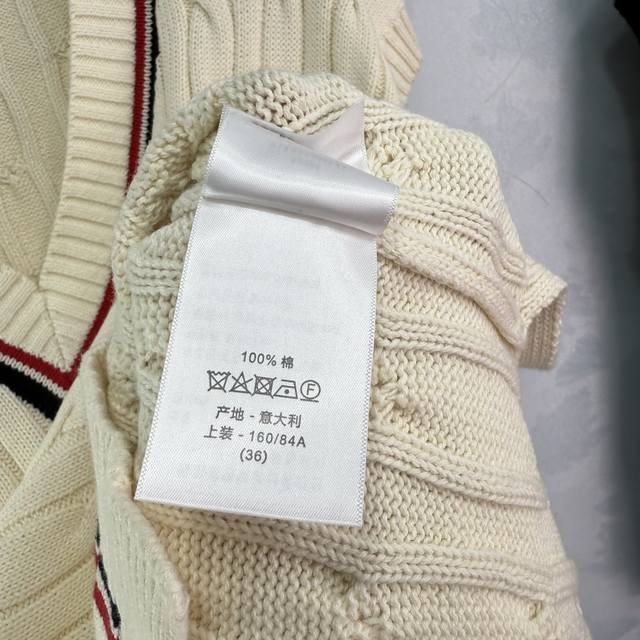 100% 棉
产地 - 意大利
上装 - 160/84A
(36)